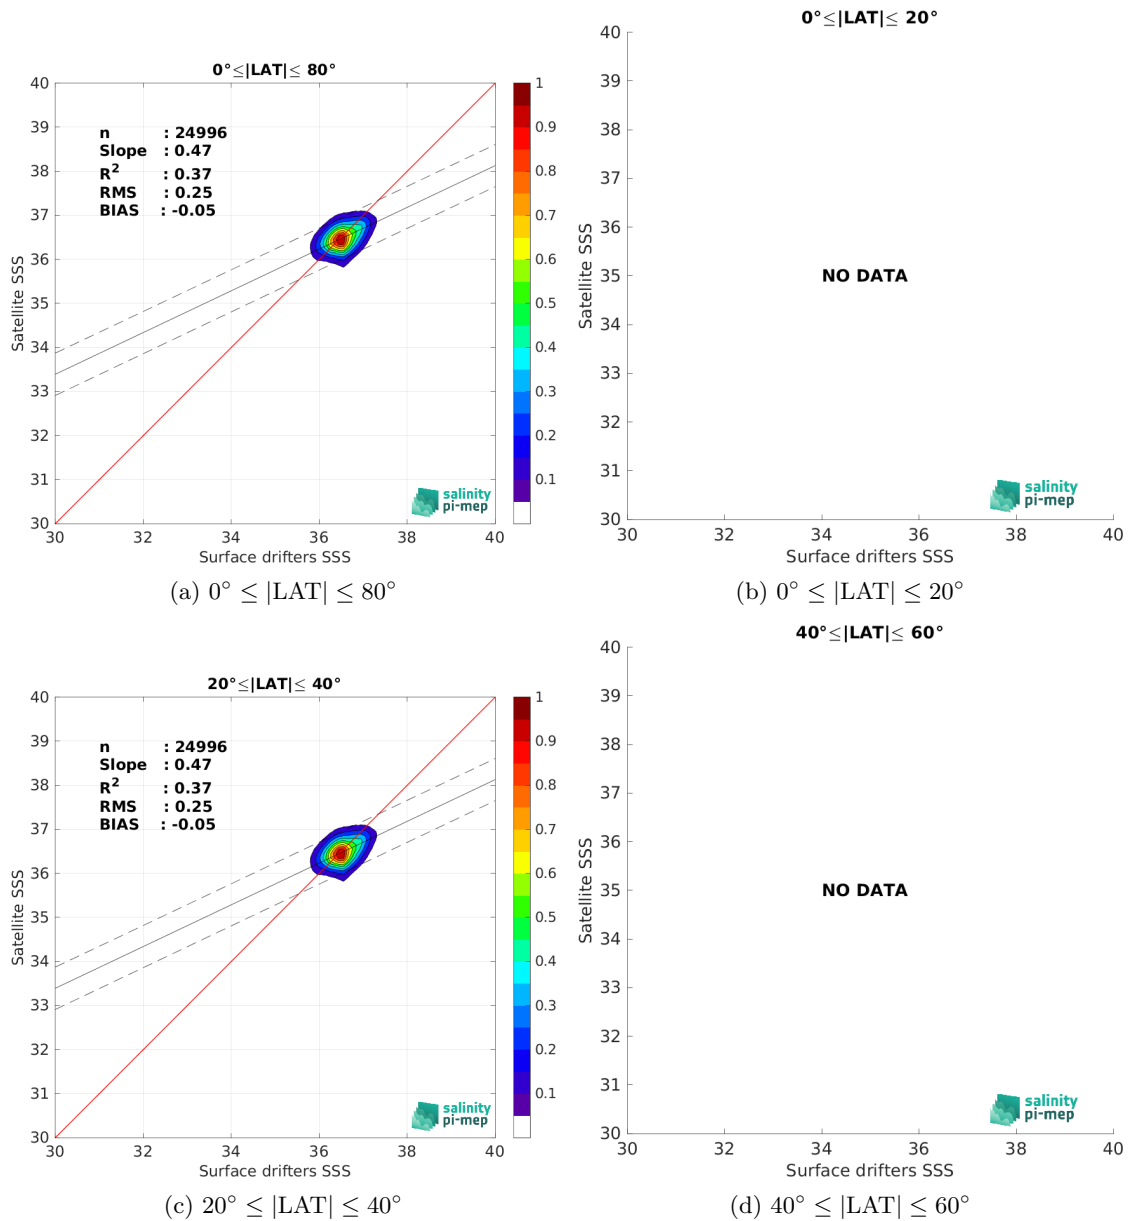 0°≤|LAT|≤ 80°
40
39
38
37
36
35
34
33
32
31
30
Satellite SSS
n : 24996
Slope : 0.47
R² : 0.37
RMS : 0.25
BIAS : -0.05
salinity
pi-mep
30 32 34 36 38 40
Surface drifters SSS
1
0.9
0.8
0.7
0.6
0.5
0.4
0.3
0.2
0.1
(a) 0° ≤ |LAT| ≤ 80°
0°≤|LAT|≤ 20°
40
39
38
37
36
35
34
33
32
31
30
Satellite SSS
NO DATA
salinity
pi-mep
30 32 34 36 38 40
Surface drifters SSS
(b) 0° ≤ |LAT| ≤ 20°
20°≤|LAT|≤ 40°
40
39
38
37
36
35
34
33
32
31
30
Satellite SSS
n : 24996
Slope : 0.47
R² : 0.37
RMS : 0.25
BIAS : -0.05
salinity
pi-mep
30 32 34 36 38 40
Surface drifters SSS
1
0.9
0.8
0.7
0.6
0.5
0.4
0.3
0.2
0.1
(c) 20° ≤ |LAT| ≤ 40°
40°≤|LAT|≤ 60°
40
39
38
37
36
35
34
33
32
31
30
Satellite SSS
NO DATA
salinity
pi-mep
30 32 34 36 38 40
Surface drifters SSS
(d) 40° ≤ |LAT| ≤ 60°